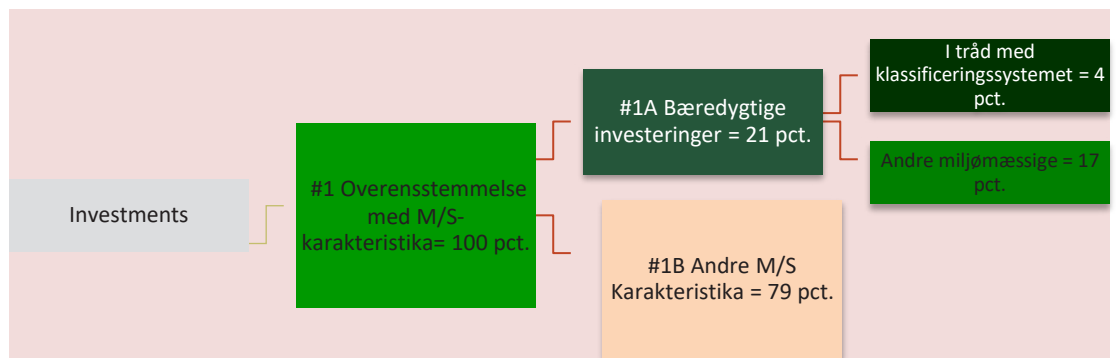 Investments
#1 Overensstemmelse
med M/S-
karakteristika= 100 pct.
#1A Bæredygtige
investeringer = 21 pct.
#1B Andre M/S
Karakteristika = 79 pct.
I tråd med
klassificeringssystemet = 4
pct.
Andre miljømæssige = 17
pct.